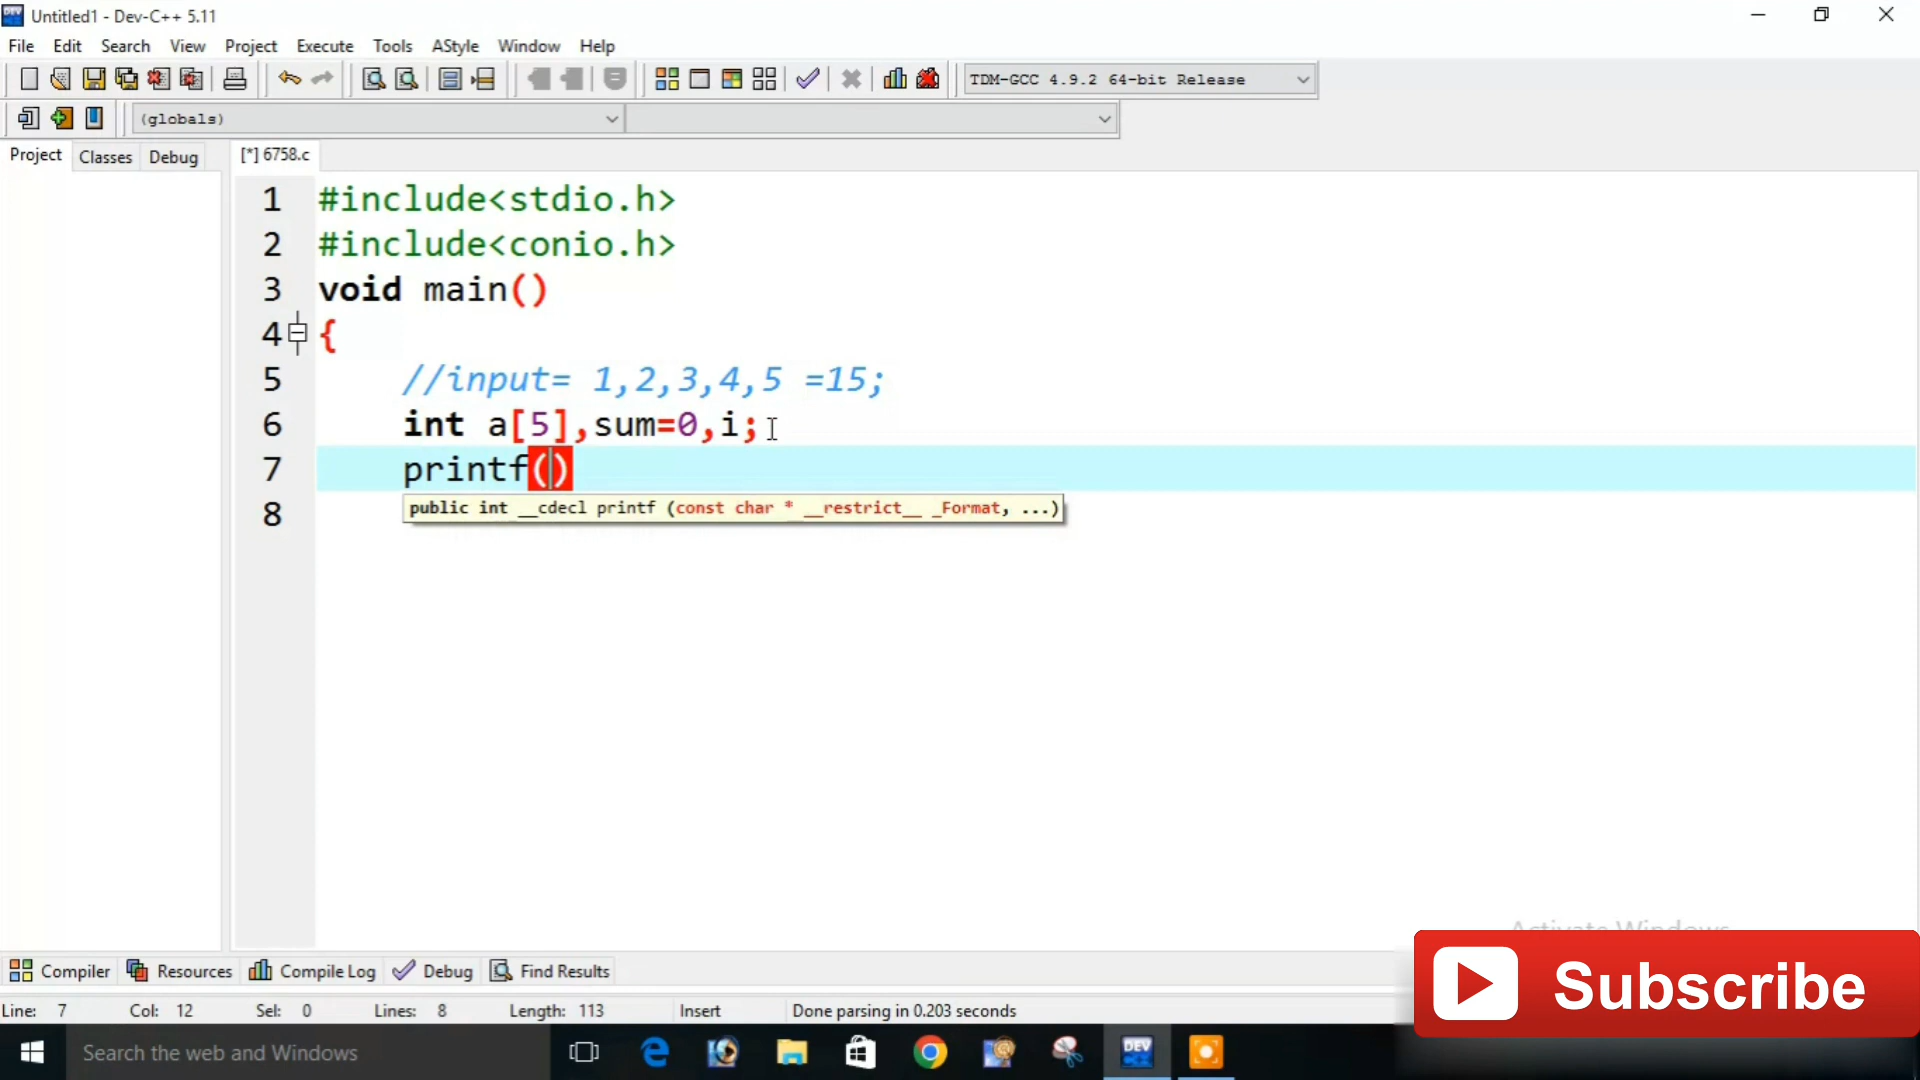 Untitled1 - Dev-C++ 5.11
File Edit Search View Project Execute Tools AStyle Window Help
TDM-GCC 4.9.2 64-bit Release
(globals)
Project Classes Debug [*] 6758.c
1 #include<stdio.h>
2 #include<conio.h>
3 void main()
4 {
5 //input= 1,2,3,4,5 =15;
6 int a[5],sum=0,i;
7 printf()
public int __cdecl printf (const char * __restrict__ _Format, ...)
8
Activate Windows
Compiler Resources Compile Log Debug Find Results
Subscribe
Line: 7 Col: 12 Sel: 0 Lines: 8 Length: 113 Insert Done parsing in 0.203 seconds
Search the web and Windows
DEV